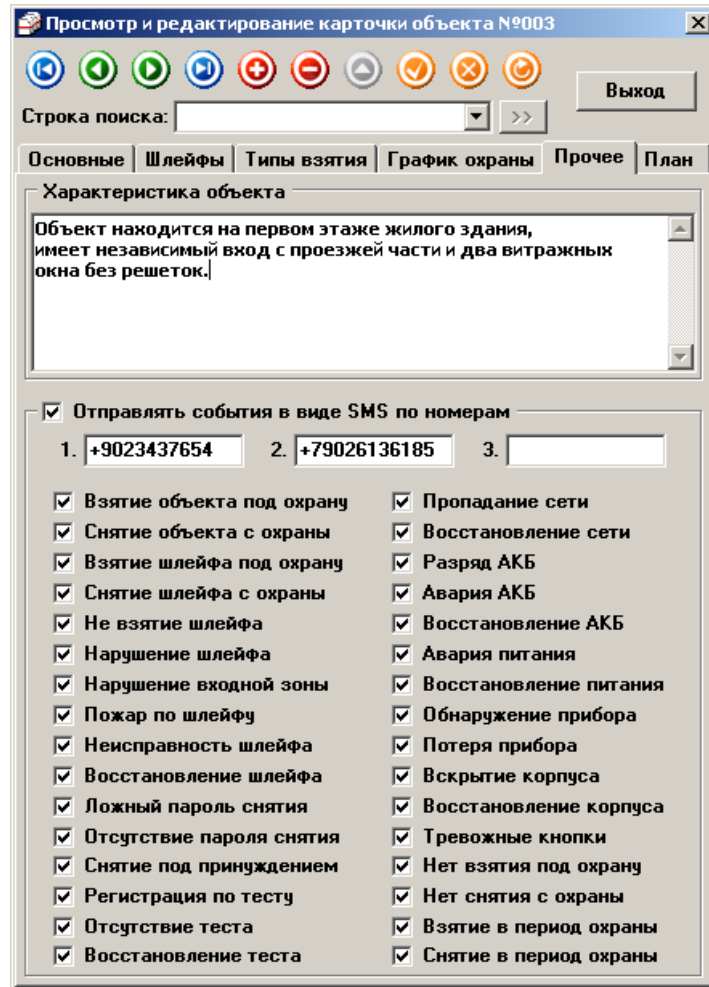 Просмотр и редактирование карточки объекта №003
Выход
Строка поиска:
>>
Основные Шлейфы Типы взятия График охраны Прочее План
Характеристика объекта
Объект находится на первом этаже жилого здания,
имеет независимый вход с проезжей части и два витражных
окна без решеток.
Отправлять события в виде SMS по номерам
1. +9023437654 2. +79026136185 3.
Взятие объекта под охрану Пропадание сети
Снятие объекта с охраны Восстановление сети
Взятие шлейфа под охрану Разряд АКБ
Снятие шлейфа с охраны Авария АКБ
Не взятие шлейфа Восстановление АКБ
Нарушение шлейфа Авария питания
Нарушение входной зоны Восстановление питания
Пожар по шлейфу Обнаружение прибора
Неисправность шлейфа Потеря прибора
Восстановление шлейфа Вскрытие корпуса
Ложный пароль снятия Восстановление корпуса
Отсутствие пароля снятия Тревожные кнопки
Снятие под принуждением Нет взятия под охрану
Регистрация по тесту Нет снятия с охраны
Отсутствие теста Взятие в период охраны
Восстановление теста Снятие в период охраны